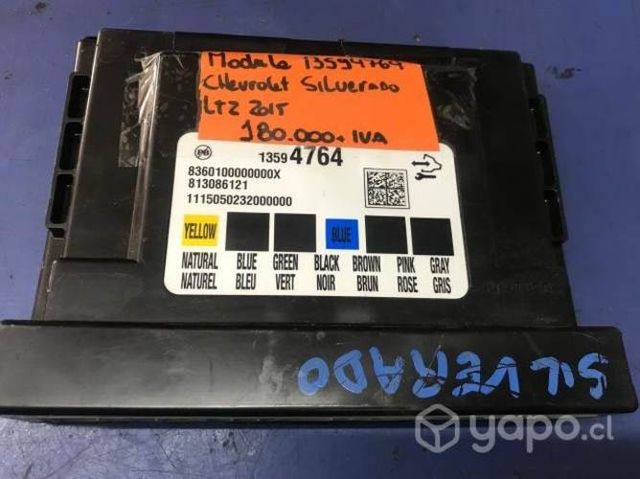 Module 13594764
Chevrolet Silverado
LTZ 2015
180.000+ IVA
13594764
8360100000000X
813086121
1115050232000000
YELLOW BLUE
NATURAL BLUE GREEN BLACK BROWN PINK GRAY
NATUREL BLEU VERT NOIR BRUN ROSE GRIS
SILVERADO
yapo.cl